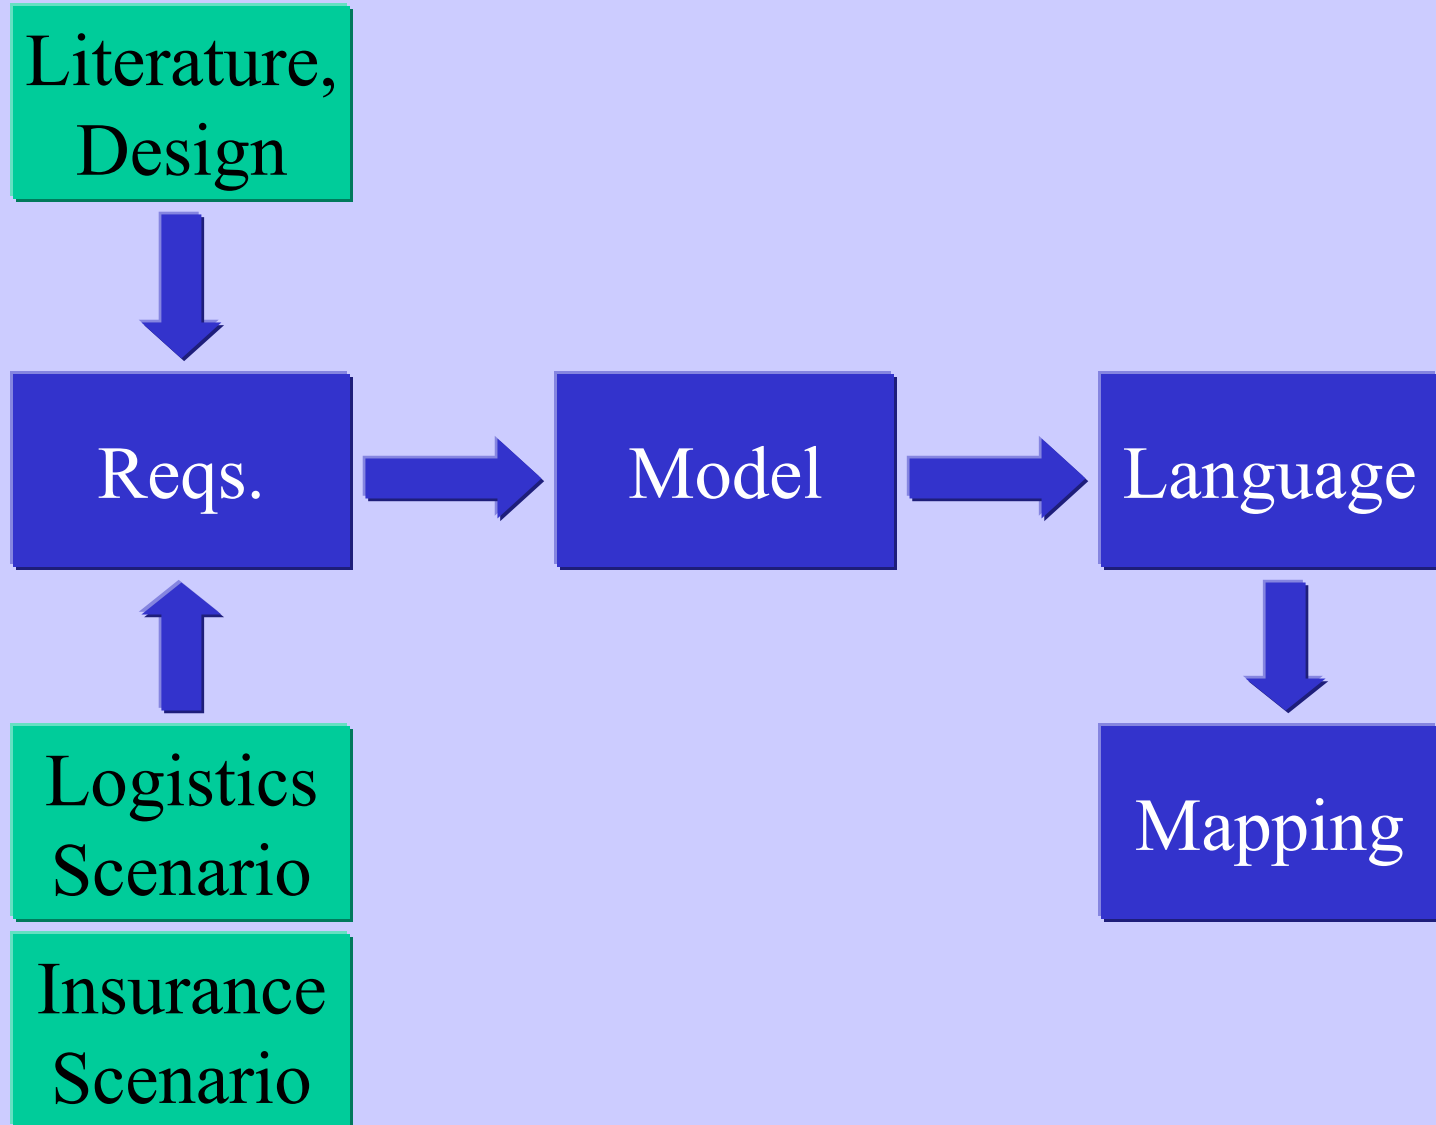 Literature,
Design
Reqs.
Model
Language
Logistics
Scenario
Mapping
Insurance
Scenario